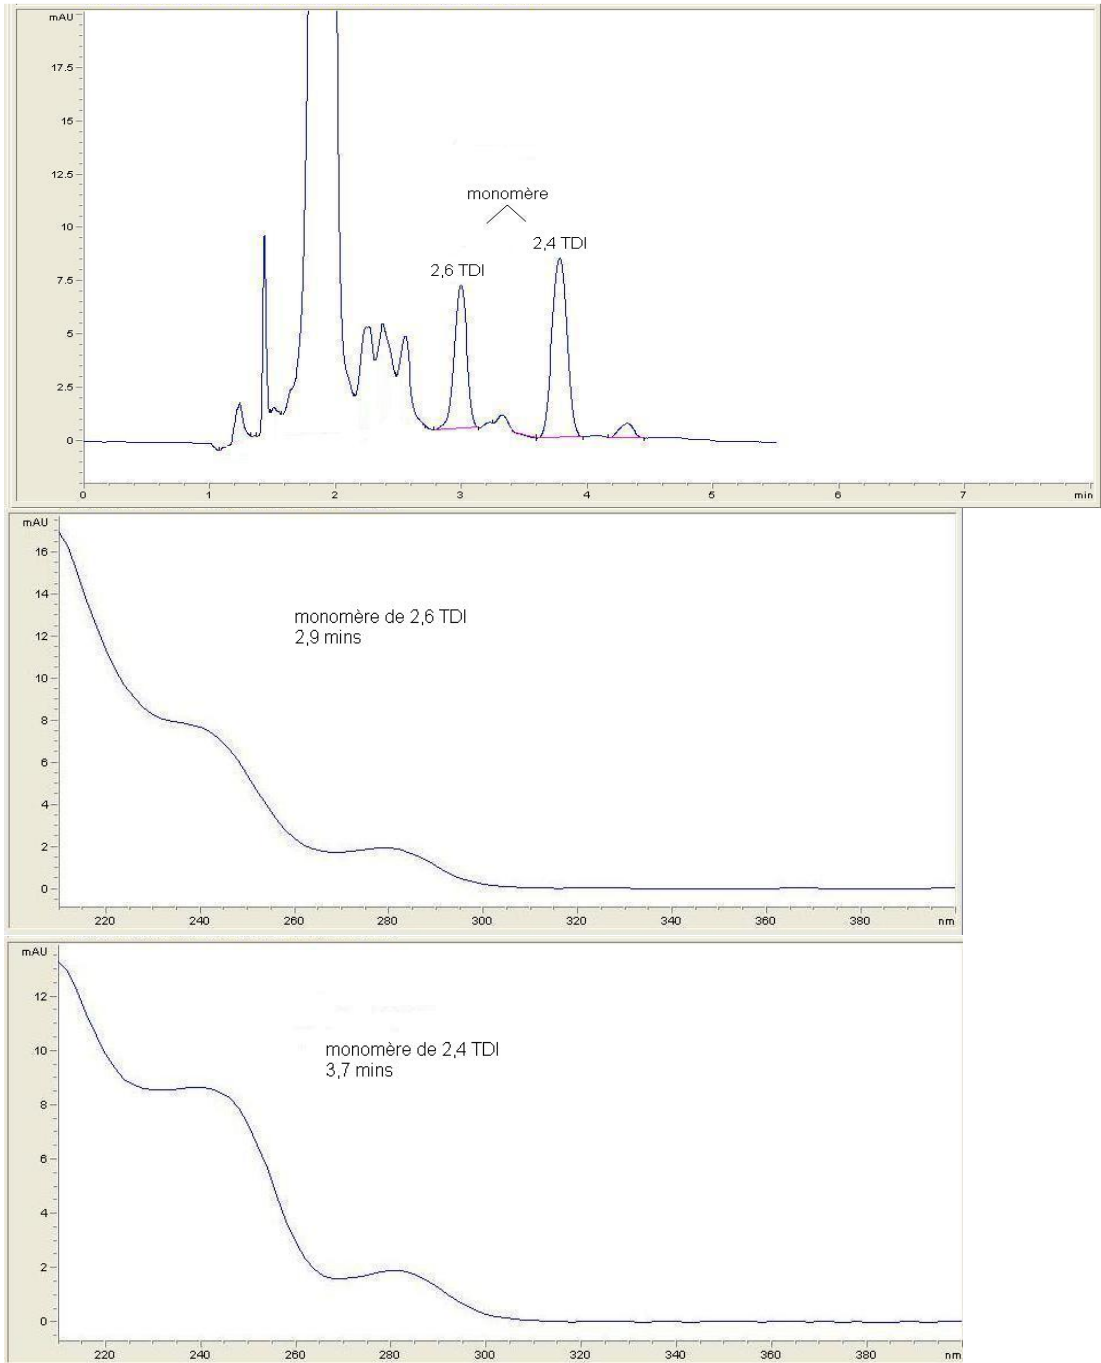 mAU
17.5
15
12.5
10
7.5
5
2.5
0
monomère
2,6 TDI
2,4 TDI
0 1 2 3 4 5 6 7 min
mAU
16
14
12
10
8
6
4
2
0
monomère de 2,6 TDI
2,9 mins
220 240 260 280 300 320 340 360 380 nm
mAU
12
10
8
6
4
2
0
monomère de 2,4 TDI
3,7 mins
220 240 260 280 300 320 340 360 380 nm